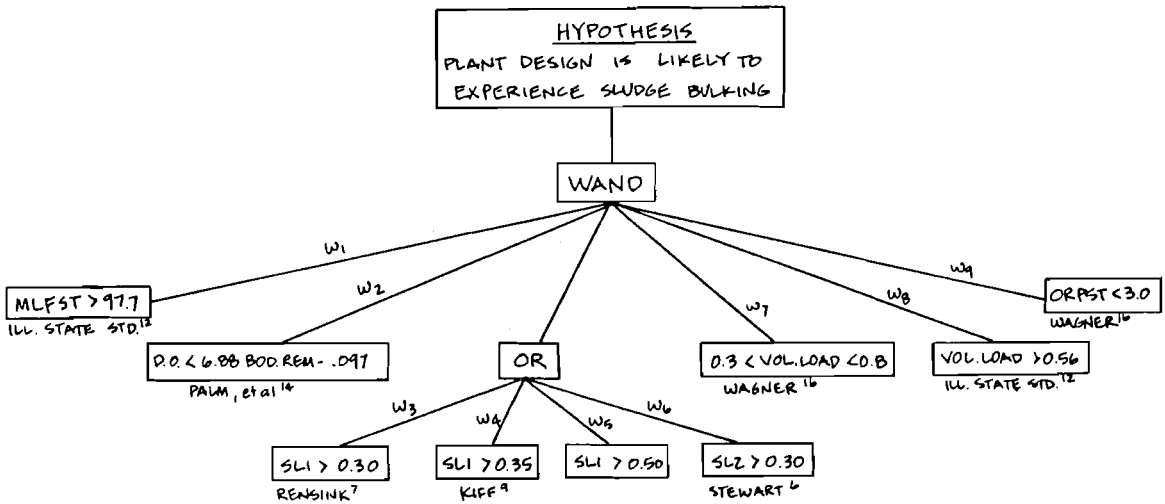 HYPOTHESIS
PLANT DESIGN IS LIKELY TO
EXPERIENCE SLUDGE BULKING
WAND
W1
W2
W7
W8
W9
MLFST > 97.7
ILL. STATE STD.12
D.O. < 6.88 BOD.REM - .097
PALM, et al 14
OR
0.3 < VOL.LOAD < 0.8
WAGNER 16
VOL.LOAD > 0.56
ILL. STATE STD.12
ORPST < 3.0
WAGNER 16
W3
W4
W5
W6
SL1 > 0.30
RENSINK 7
SL1 > 0.35
KIFF 9
SL1 > 0.50
SL2 > 0.30
STEWART 6